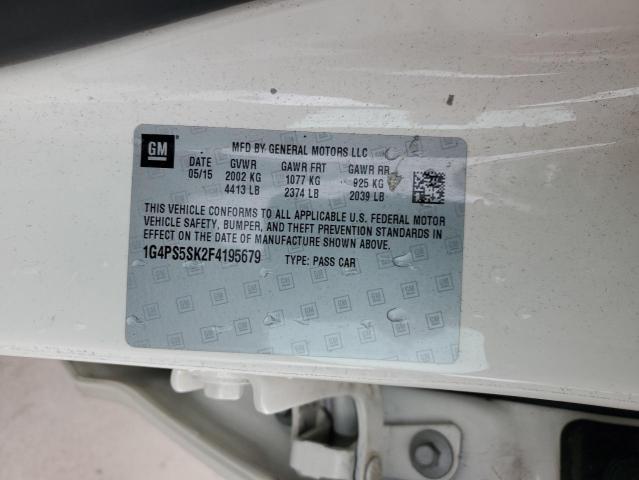 GM
MFD BY GENERAL MOTORS LLC
DATE GVWR GAWR FRT GAWR RR
05/15 2002 KG 1077 KG 925 KG
4413 LB 2374 LB 2039 LB
THIS VEHICLE CONFORMS TO ALL APPLICABLE U.S. FEDERAL MOTOR
VEHICLE SAFETY, BUMPER, AND THEFT PREVENTION STANDARDS
IN EFFECT ON THE DATE OF MANUFACTURE SHOWN ABOVE.
1G4PS5SK2F4195679 TYPE: PASS CAR